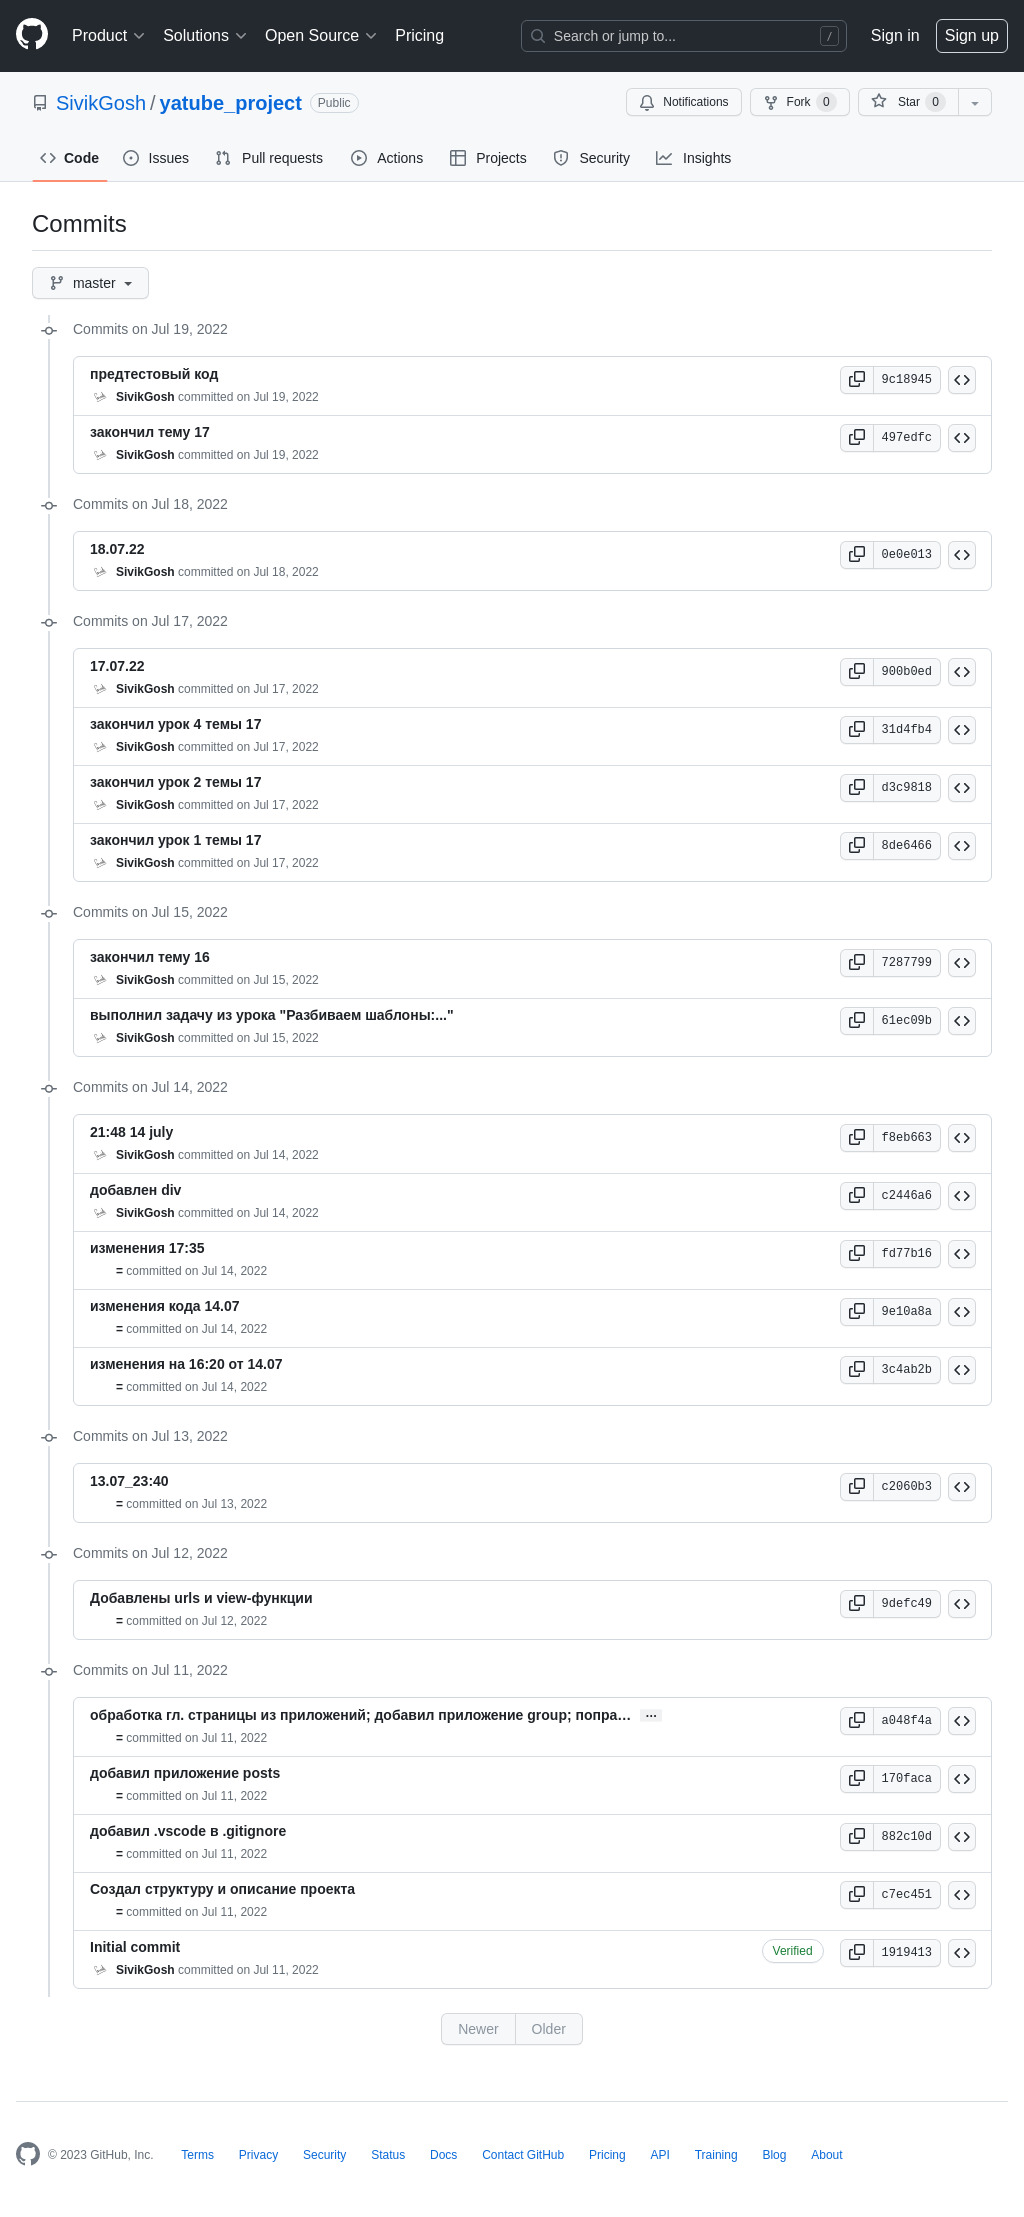 Product Solutions Open Source Pricing Search or jump to... / Sign in Sign up
SivikGosh / yatube_project Public Notifications Fork 0 Star 0
Code Issues Pull requests Actions Projects Security Insights
Commits
master
Commits on Jul 19, 2022
предтестовый код 9c18945
SivikGosh committed on Jul 19, 2022
закончил тему 17 497edfc
SivikGosh committed on Jul 19, 2022
Commits on Jul 18, 2022
18.07.22 0e0e013
SivikGosh committed on Jul 18, 2022
Commits on Jul 17, 2022
17.07.22 900b0ed
SivikGosh committed on Jul 17, 2022
закончил урок 4 темы 17 31d4fb4
SivikGosh committed on Jul 17, 2022
закончил урок 2 темы 17 d3c9818
SivikGosh committed on Jul 17, 2022
закончил урок 1 темы 17 8de6466
SivikGosh committed on Jul 17, 2022
Commits on Jul 15, 2022
закончил тему 16 7287799
SivikGosh committed on Jul 15, 2022
выполнил задачу из урока "Разбиваем шаблоны:..." 61ec09b
SivikGosh committed on Jul 15, 2022
Commits on Jul 14, 2022
21:48 14 july f8eb663
SivikGosh committed on Jul 14, 2022
добавлен div c2446a6
SivikGosh committed on Jul 14, 2022
изменения 17:35 fd77b16
= committed on Jul 14, 2022
изменения кода 14.07 9e10a8a
= committed on Jul 14, 2022
изменения на 16:20 от 14.07 3c4ab2b
= committed on Jul 14, 2022
Commits on Jul 13, 2022
13.07_23:40 c2060b3
= committed on Jul 13, 2022
Commits on Jul 12, 2022
Добавлены urls и view-функции 9defc49
= committed on Jul 12, 2022
Commits on Jul 11, 2022
обработка гл. страницы из приложений; добавил приложение group; попра… … a048f4a
= committed on Jul 11, 2022
добавил приложение posts 170faca
= committed on Jul 11, 2022
добавил .vscode в .gitignore 882c10d
= committed on Jul 11, 2022
Создал структуру и описание проекта c7ec451
= committed on Jul 11, 2022
Initial commit Verified 1919413
SivikGosh committed on Jul 11, 2022
Newer Older
© 2023 GitHub, Inc. Terms Privacy Security Status Docs Contact GitHub Pricing API Training Blog About